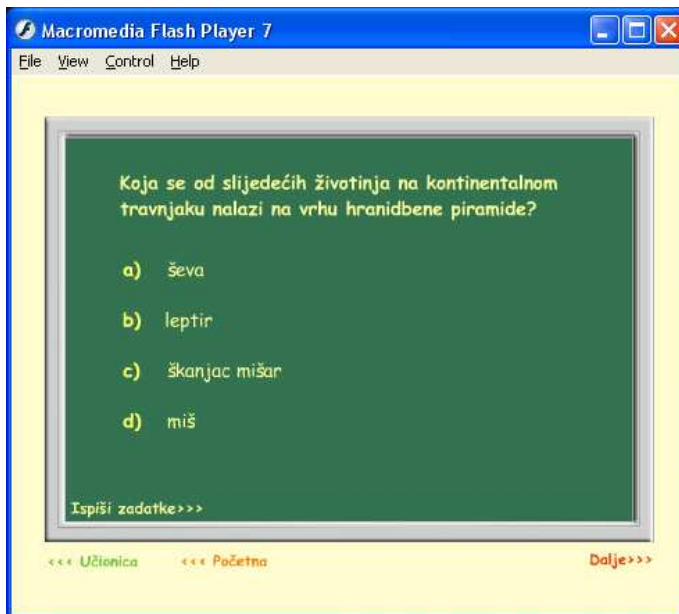 Macromedia Flash Player 7
File View Control Help
Koja se od slijedećih životinja na kontinentalnom
travnjaku nalazi na vrhu hranidbene piramide?
a) ševa
b) leptir
c) škanjac mišar
d) miš
Ispiši zadatke>>>
<<< Učionica <<< Početna Dalje>>>